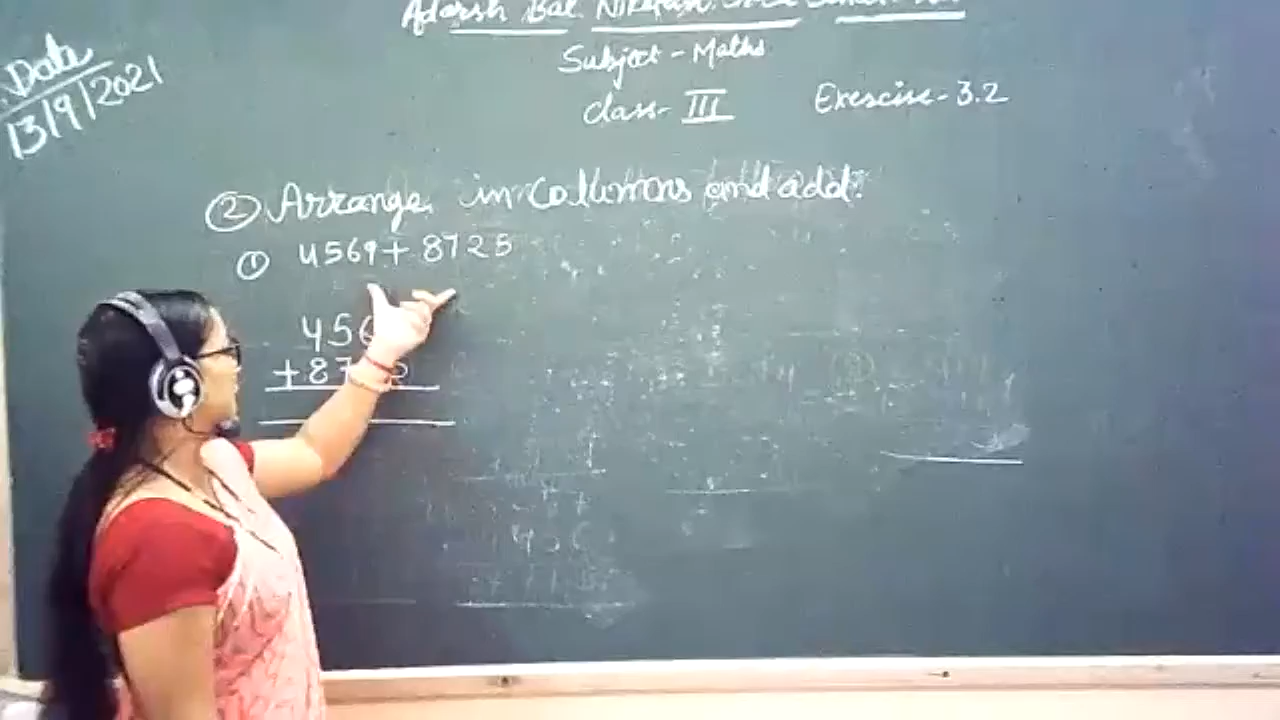 Adarsh Bal Niketan
Date
13/9/2021
Subject - Maths
Class - III Exercise - 3.2
② Arrange in collumns and add.
① 4569 + 8725
456
+87